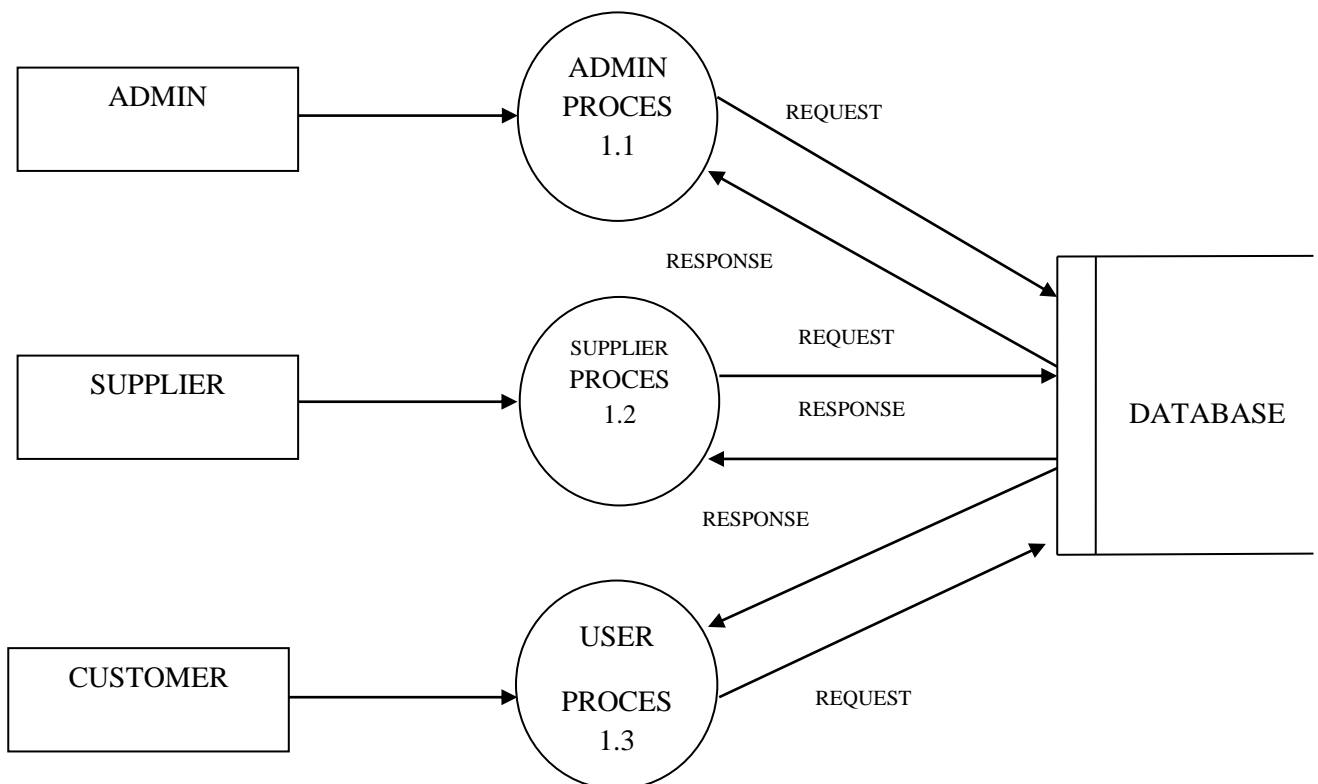 ADMIN
ADMIN
PROCES
1.1
REQUEST
RESPONSE
SUPPLIER
SUPPLIER
PROCES
1.2
REQUEST
RESPONSE
DATABASE
RESPONSE
CUSTOMER
USER
PROCES
1.3
REQUEST